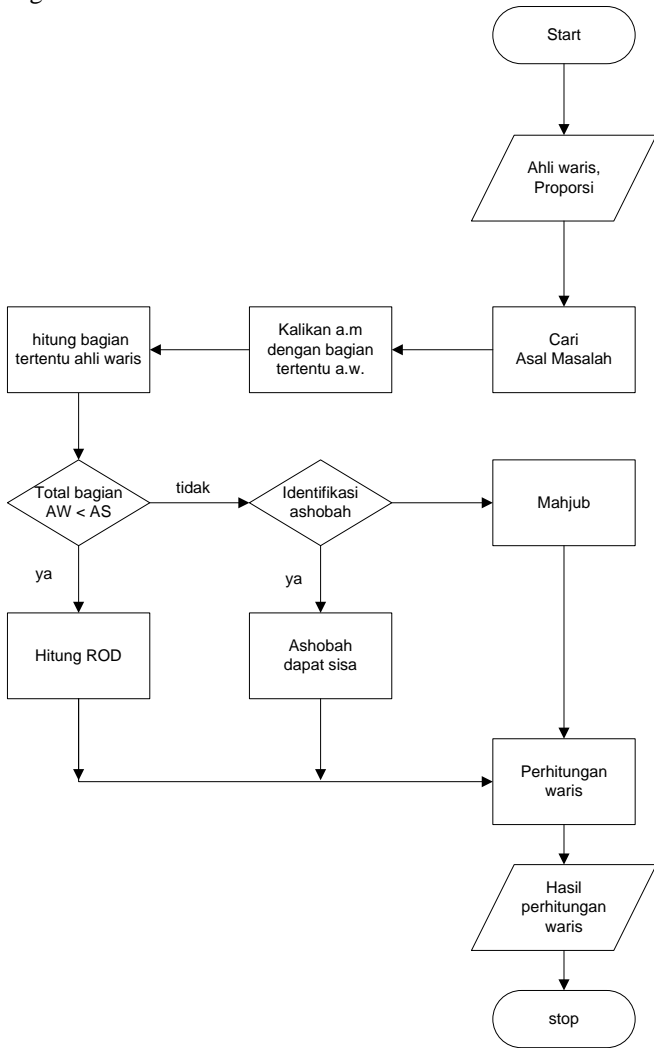 Start
Ahli waris,
Proporsi
Cari
Asal Masalah
Kalikan a.m
dengan bagian
tertentu a.w.
hitung bagian
tertentu ahli waris
Total bagian
AW < AS
tidak
Identifikasi
ashobah
Mahjub
ya
ya
Hitung ROD
Ashobah
dapat sisa
Perhitungan
waris
Hasil
perhitungan
waris
stop